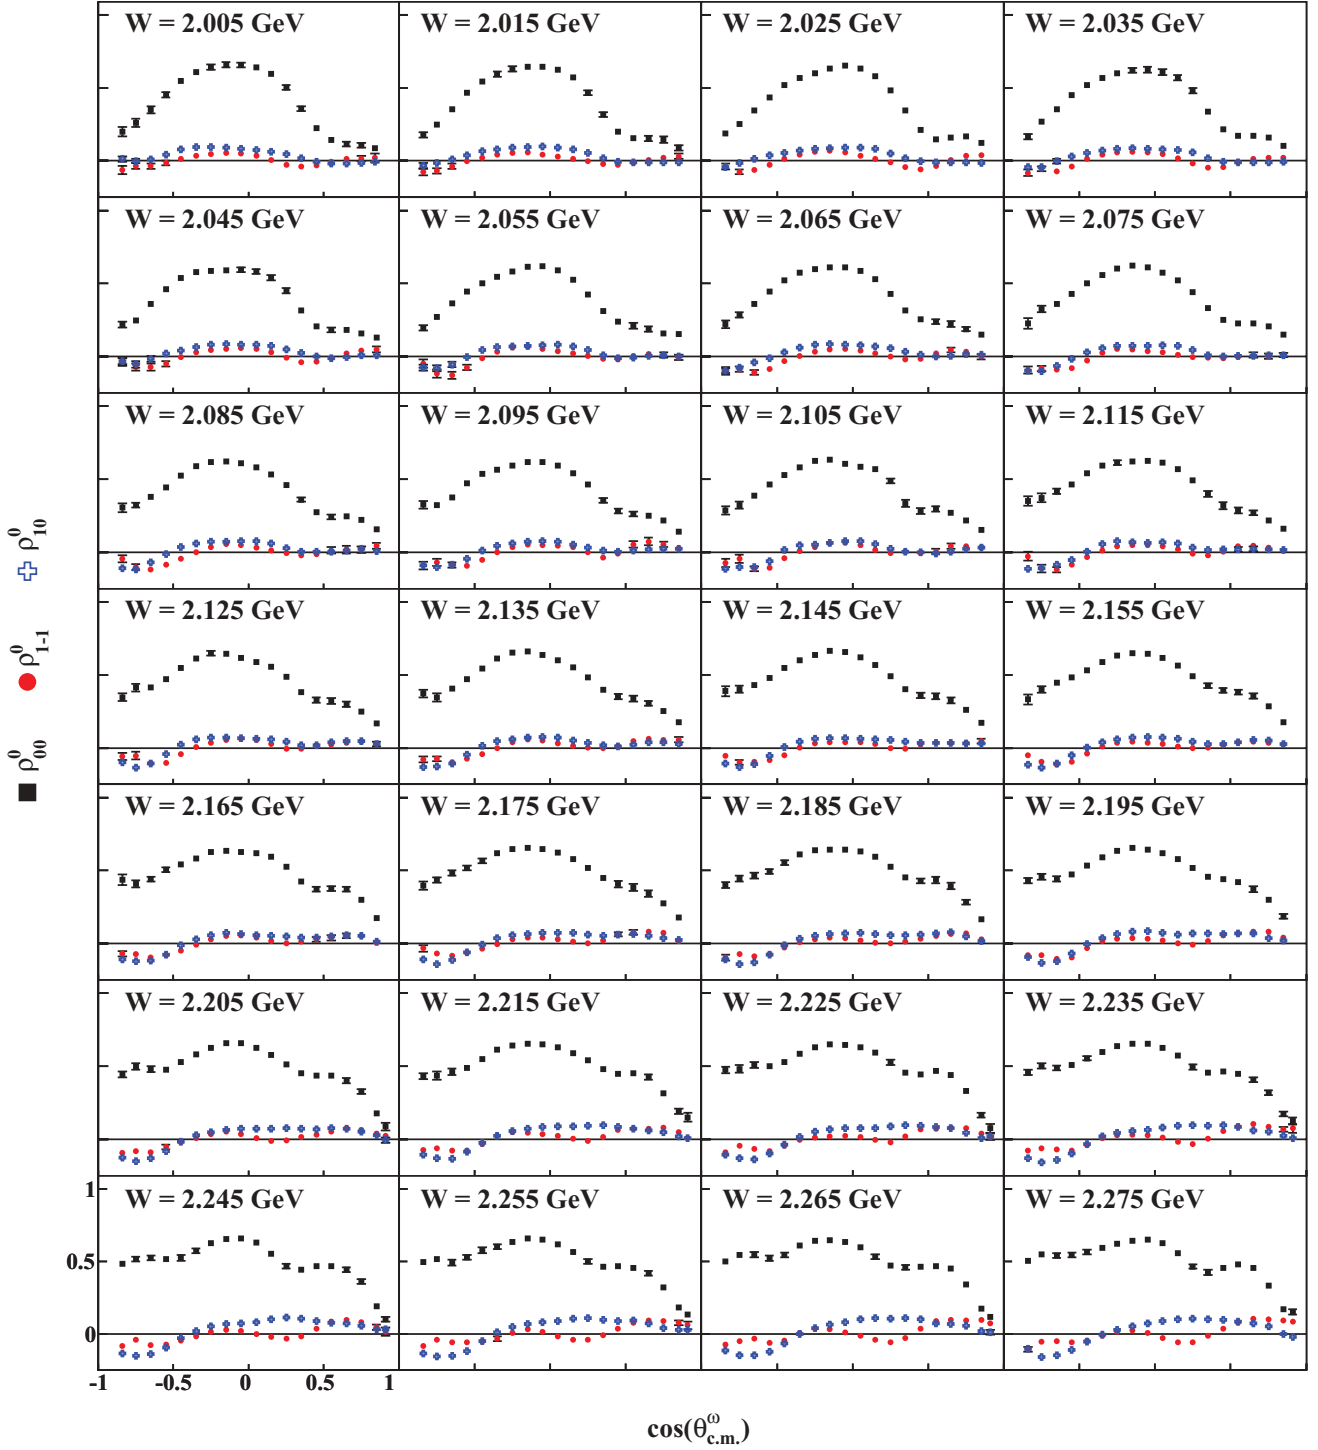 W = 2.005 GeV
W = 2.015 GeV
W = 2.025 GeV
W = 2.035 GeV
W = 2.045 GeV
W = 2.055 GeV
W = 2.065 GeV
W = 2.075 GeV
W = 2.085 GeV
W = 2.095 GeV
W = 2.105 GeV
W = 2.115 GeV
W = 2.125 GeV
W = 2.135 GeV
W = 2.145 GeV
W = 2.155 GeV
W = 2.165 GeV
W = 2.175 GeV
W = 2.185 GeV
W = 2.195 GeV
W = 2.205 GeV
W = 2.215 GeV
W = 2.225 GeV
W = 2.235 GeV
W = 2.245 GeV
W = 2.255 GeV
W = 2.265 GeV
W = 2.275 GeV
1
0.5
0
-1 -0.5 0 0.5 1
cos(θ^ω_c.m.)
■ ρ^0_00 ● ρ^0_1-1 ✚ ρ^0_10